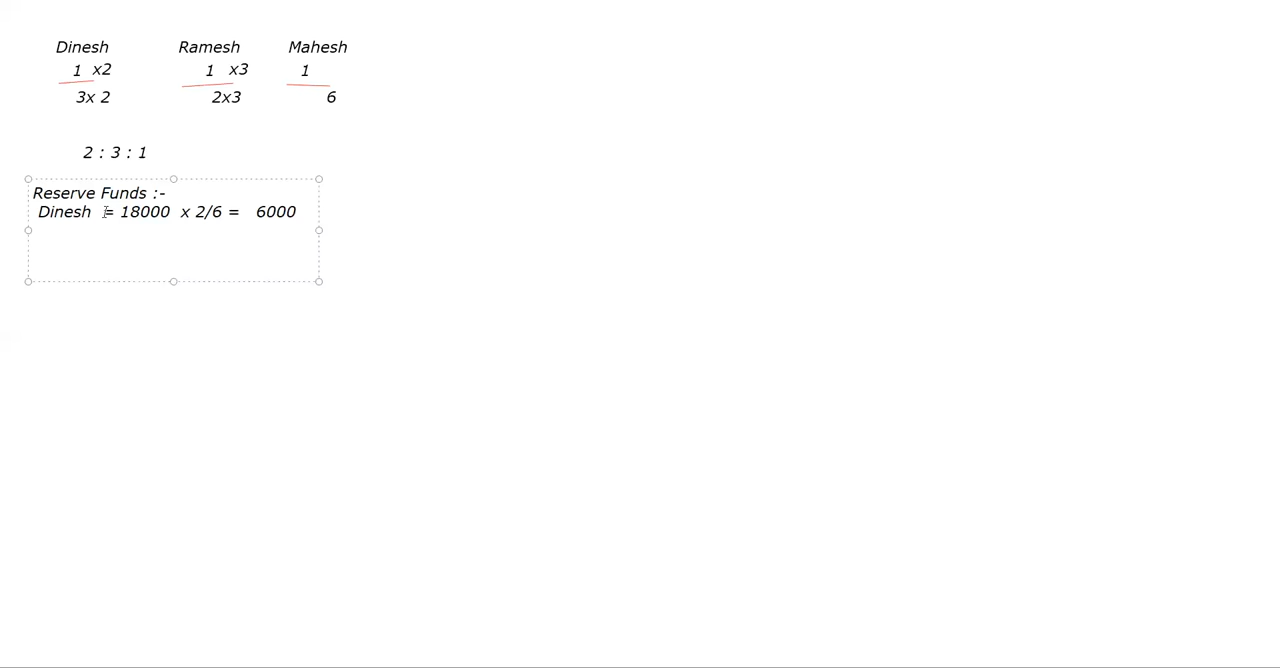 Dinesh Ramesh Mahesh
1 x2 1 x3 1
3x 2 2x3 6
2 : 3 : 1
Reserve Funds :-
Dinesh = 18000 x 2/6 = 6000